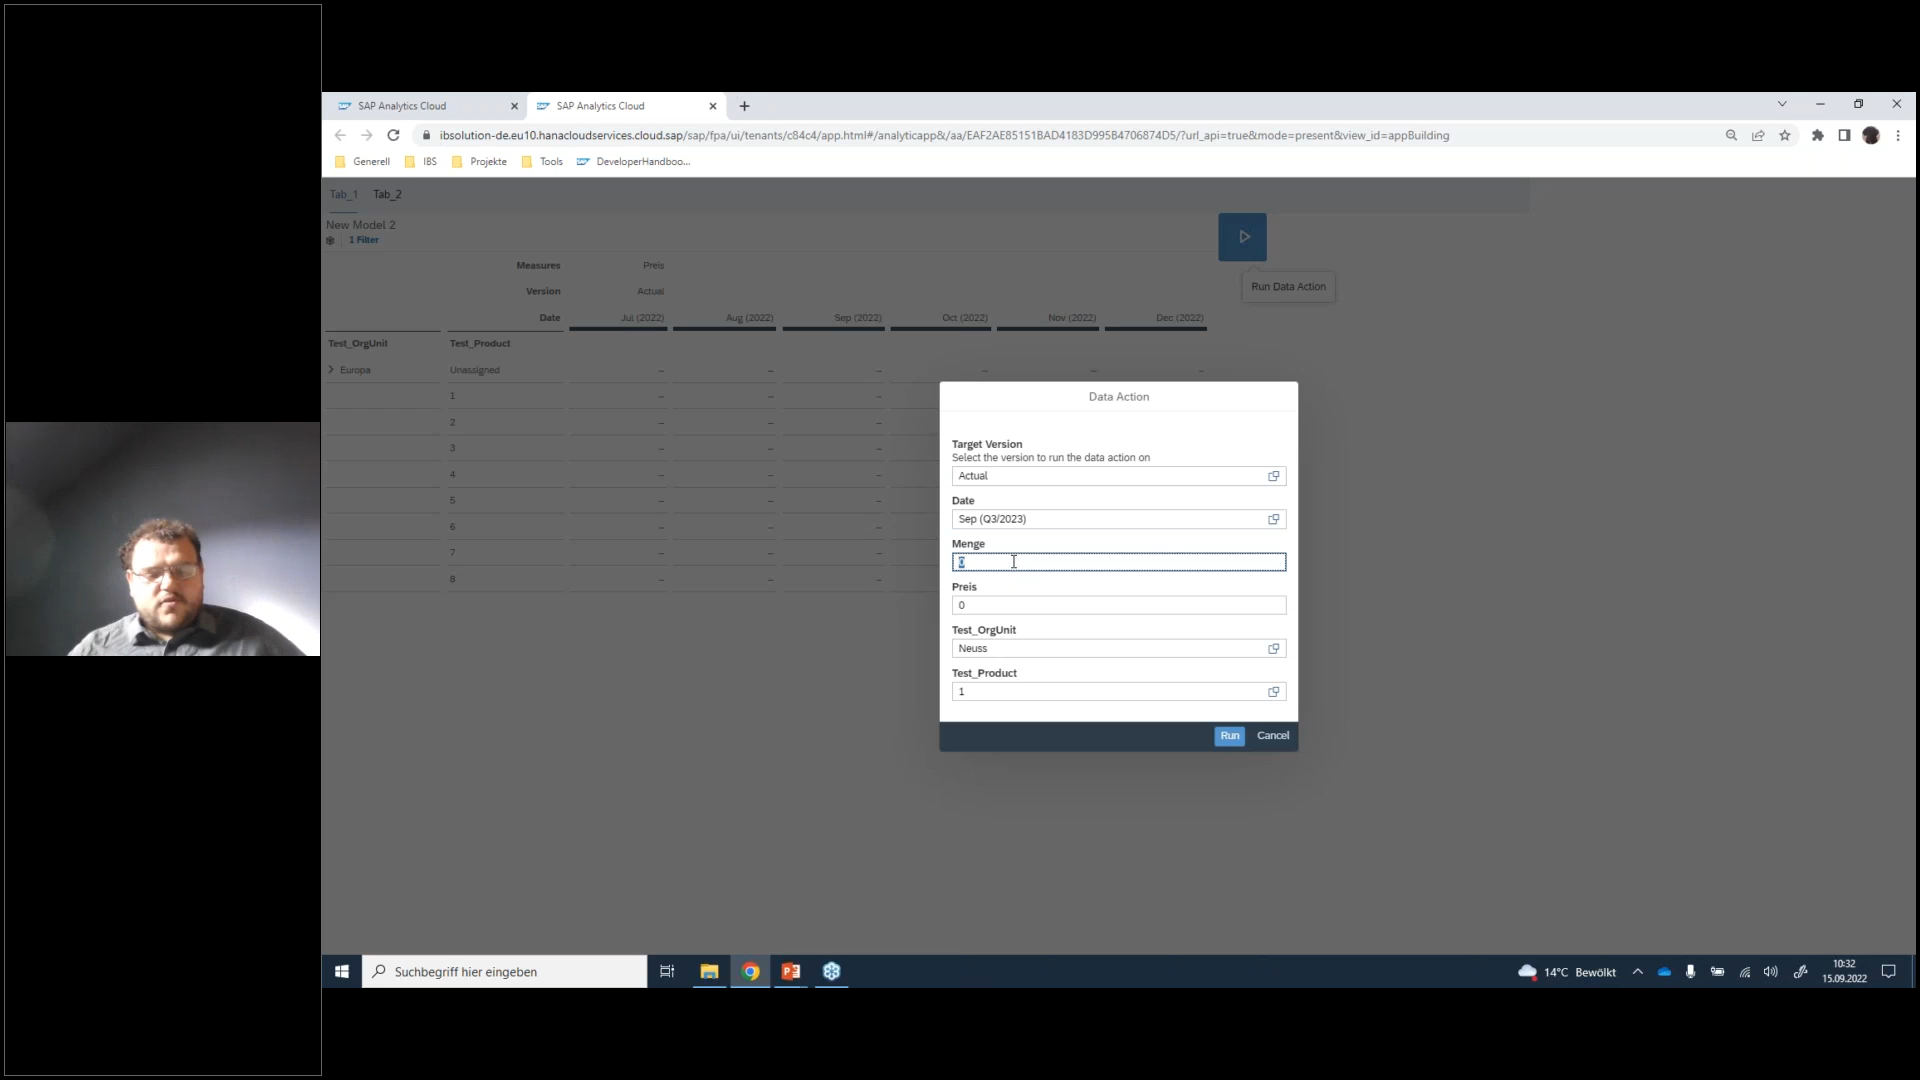 SAP Analytics Cloud
SAP Analytics Cloud
ibsolution-de.eu10.hanacloudservices.cloud.sap/sap/fpa/ui/tenants/c84c4/app.html#/analyticapp&/aa/EAF2AE85151BAD4183D995B4706874D5/?url_api=true&mode=present&view_id=appBuilding
Generell IBS Projekte Tools DeveloperHandboo...
Tab_1 Tab_2
New Model 2
1 Filter
Measures Preis
Version Actual
Run Data Action
Date Jul (2022) Aug (2022) Sep (2022) Oct (2022) Nov (2022) Dec (2022)
Test_OrgUnit Test_Product
Europa Unassigned – – – – – –
1 – – –
2 – – –
3 – – –
4 – – –
5 – – –
6 – – –
7 – – –
8 – – –
Data Action
Target Version
Select the version to run the data action on
Actual
Date
Sep (Q3/2023)
Menge
0
Preis
0
Test_OrgUnit
Neuss
Test_Product
1
Run Cancel
Suchbegriff hier eingeben
14°C Bewölkt
10:32
15.09.2022